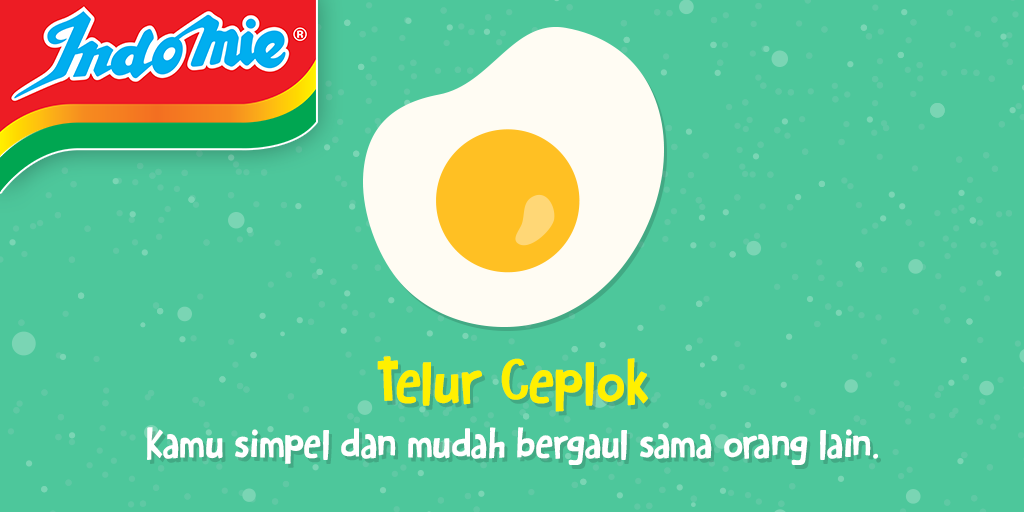 Indomie®
Telur Ceplok
Kamu simpel dan mudah bergaul sama orang lain.